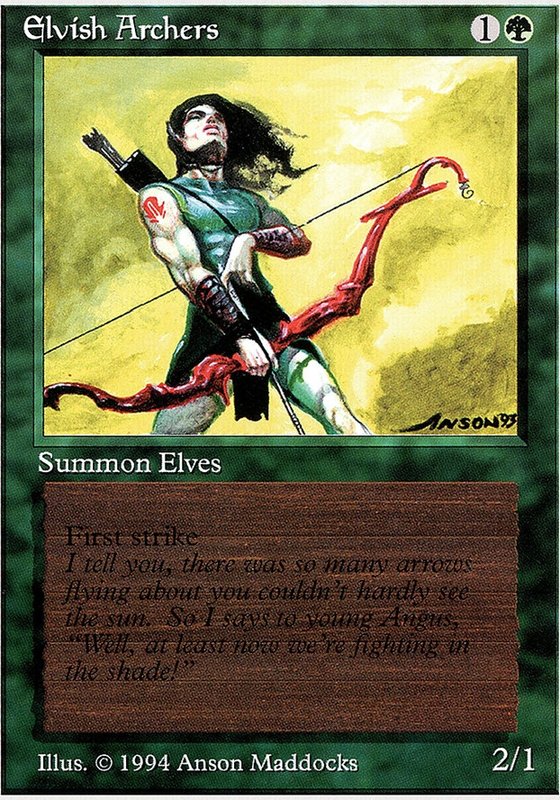 Elvish Archers 1
ANSON 93
Summon Elves
First strike
I tell you, there was so many arrows
flying about you couldn't hardly see
the sun. So I says to young Angus,
"Well, at least now we're fighting in
the shade!"
Illus. © 1994 Anson Maddocks 2/1